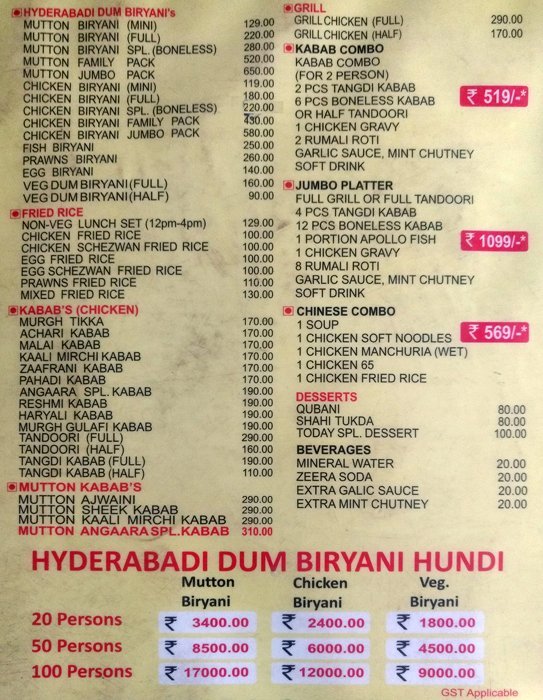 HYDERABADI DUM BIRYANI's
MUTTON BIRYANI (MINI) 129.00
MUTTON BIRYANI (FULL) 220.00
MUTTON BIRYANI SPL. (BONELESS) 280.00
MUTTON FAMILY PACK 520.00
MUTTON JUMBO PACK 650.00
CHICKEN BIRYANI (MINI) 119.00
CHICKEN BIRYANI (FULL) 180.00
CHICKEN BIRYANI SPL. (BONELESS) 220.00
CHICKEN BIRYANI FAMILY PACK 430.00
CHICKEN BIRYANI JUMBO PACK 580.00
FISH BIRYANI 250.00
PRAWNS BIRYANI 260.00
EGG BIRYANI 140.00
VEG DUM BIRYANI (FULL) 160.00
VEG DUM BIRYANI (HALF) 90.00
FRIED RICE
NON-VEG LUNCH SET (12pm-4pm) 129.00
CHICKEN FRIED RICE 100.00
CHICKEN SCHEZWAN FRIED RICE 100.00
EGG FRIED RICE 100.00
EGG SCHEZWAN FRIED RICE 100.00
PRAWNS FRIED RICE 110.00
MIXED FRIED RICE 130.00
KABAB'S (CHICKEN)
MURGH TIKKA 170.00
ACHARI KABAB 170.00
MALAI KABAB 170.00
KAALI MIRCHI KABAB 170.00
ZAAFRANI KABAB 170.00
PAHADI KABAB 170.00
ANGAARA SPL. KABAB 190.00
RESHMI KABAB 190.00
HARYALI KABAB 190.00
MURGH GULAFI KABAB 190.00
TANDOORI (FULL) 290.00
TANDOORI (HALF) 160.00
TANGDI KABAB (FULL) 190.00
TANGDI KABAB (HALF) 110.00
MUTTON KABAB'S
MUTTON AJWAINI 290.00
MUTTON SHEEK KABAB 290.00
MUTTON KAALI MIRCHI KABAB 290.00
MUTTON ANGAARA SPL.KABAB 310.00
GRILL
GRILL CHICKEN (FULL) 290.00
GRILL CHICKEN (HALF) 170.00
KABAB COMBO
KABAB COMBO
(FOR 2 PERSON)
2 PCS TANGDI KABAB
6 PCS BONELESS KABAB ₹ 519/-*
OR HALF TANDOORI
1 CHICKEN GRAVY
2 RUMALI ROTI
GARLIC SAUCE, MINT CHUTNEY
SOFT DRINK
JUMBO PLATTER
FULL GRILL OR FULL TANDOORI
4 PCS TANGDI KABAB
12 PCS BONELESS KABAB
1 PORTION APOLLO FISH ₹ 1099/-*
1 CHICKEN GRAVY
8 RUMALI ROTI
GARLIC SAUCE, MINT CHUTNEY
SOFT DRINK
CHINESE COMBO
1 SOUP
1 CHICKEN SOFT NOODLES ₹ 569/-*
1 CHICKEN MANCHURIA (WET)
1 CHICKEN 65
1 CHICKEN FRIED RICE
DESSERTS
QUBANI 80.00
SHAHI TUKDA 80.00
TODAY SPL. DESSERT 100.00
BEVERAGES
MINERAL WATER 20.00
ZEERA SODA 20.00
EXTRA GALIC SAUCE 20.00
EXTRA MINT CHUTNEY 20.00
HYDERABADI DUM BIRYANI HUNDI
Mutton Biryani Chicken Biryani Veg. Biryani
20 Persons ₹ 3400.00 ₹ 2400.00 ₹ 1800.00
50 Persons ₹ 8500.00 ₹ 6000.00 ₹ 4500.00
100 Persons ₹ 17000.00 ₹ 12000.00 ₹ 9000.00
GST Applicable